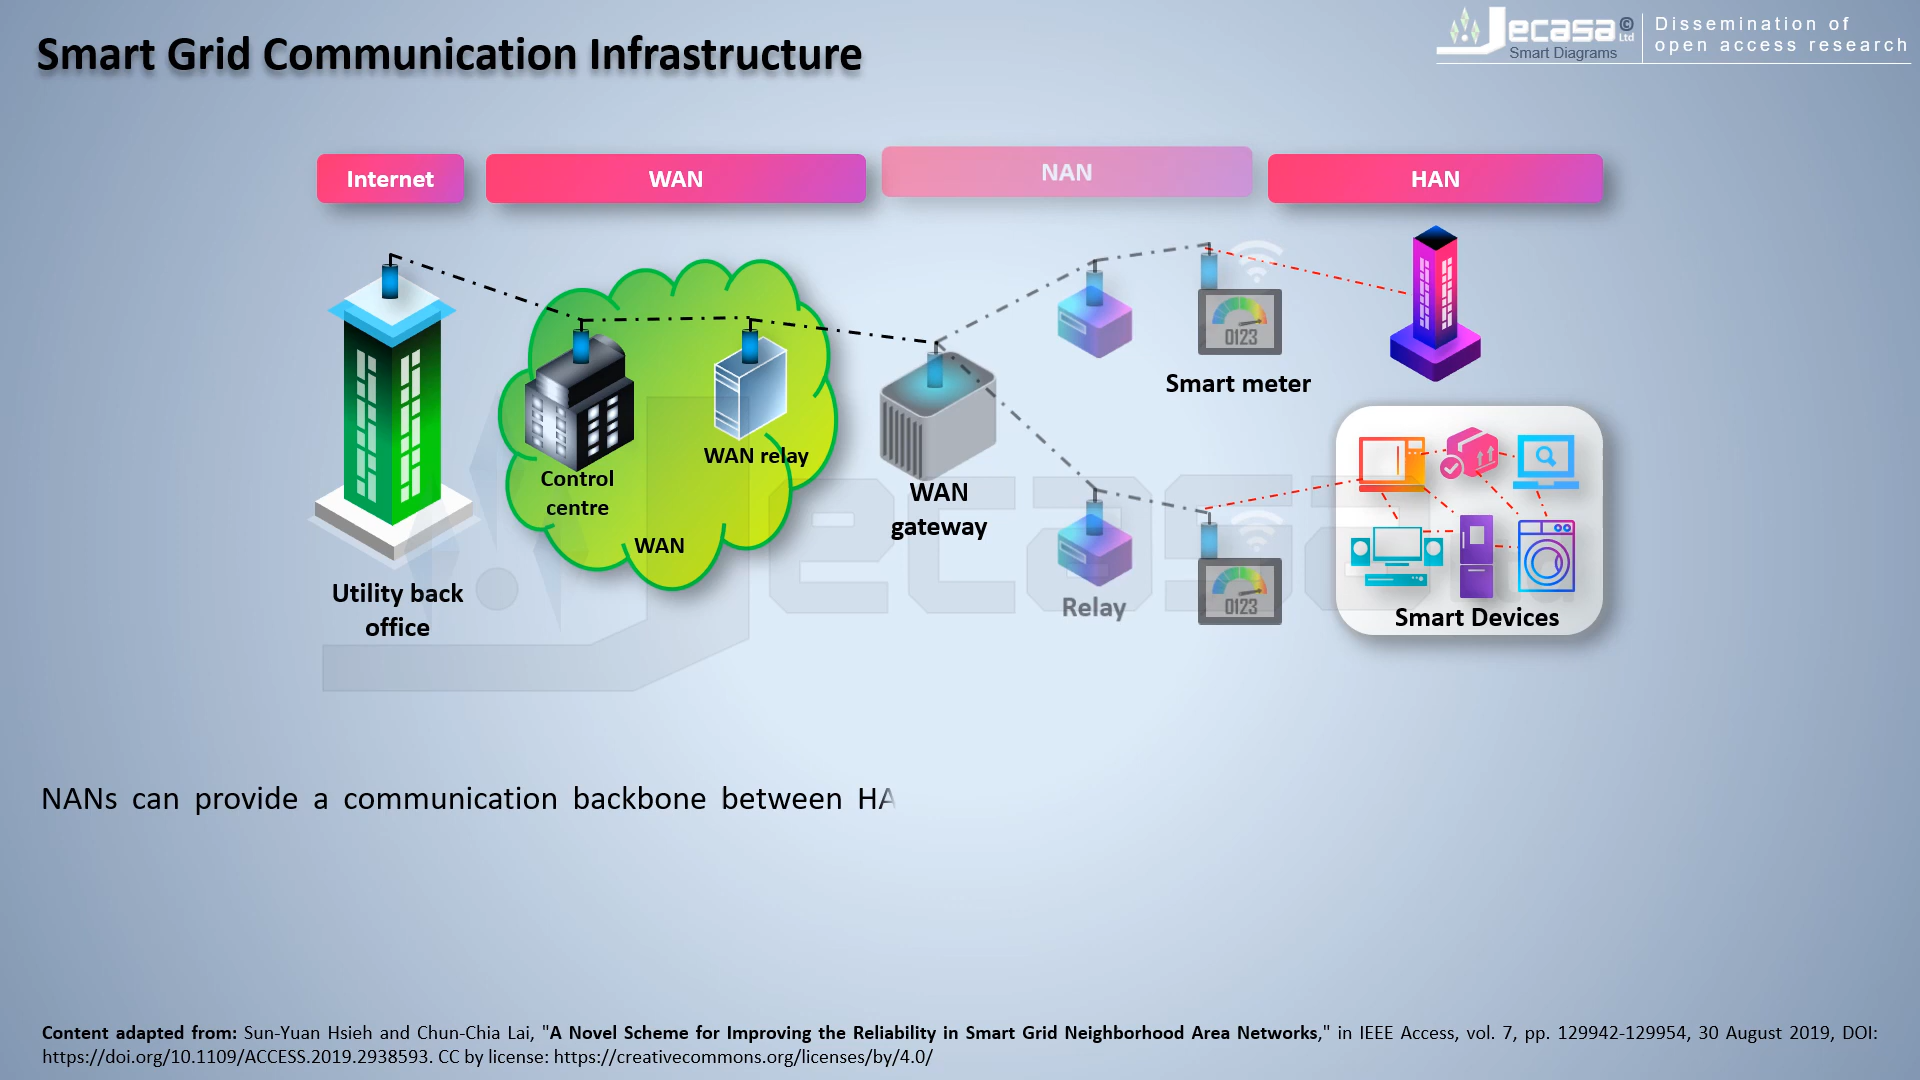 Smart Grid Communication Infrastructure
Jecasa© Ltd
Smart Diagrams
Dissemination of
open access research
Internet
WAN
NAN
HAN
0123
Smart meter
Control
centre
WAN relay
WAN
WAN
gateway
Utility back
office
Relay
0123
Smart Devices
Jecasa
NANs can provide a communication backbone between HA
Content adapted from: Sun-Yuan Hsieh and Chun-Chia Lai, "A Novel Scheme for Improving the Reliability in Smart Grid Neighborhood Area Networks," in IEEE Access, vol. 7, pp. 129942-129954, 30 August 2019, DOI:
https://doi.org/10.1109/ACCESS.2019.2938593. CC by license: https://creativecommons.org/licenses/by/4.0/